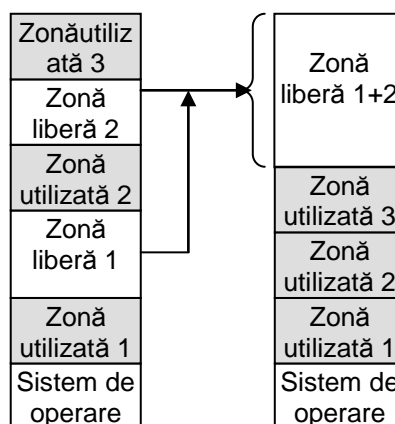 Zonăutiliz
ată 3
Zonă
liberă 2
Zonă
utilizată 2
Zonă
liberă 1
Zonă
utilizată 1
Sistem de
operare
Zonă
liberă 1+2
Zonă
utilizată 3
Zonă
utilizată 2
Zonă
utilizată 1
Sistem de
operare